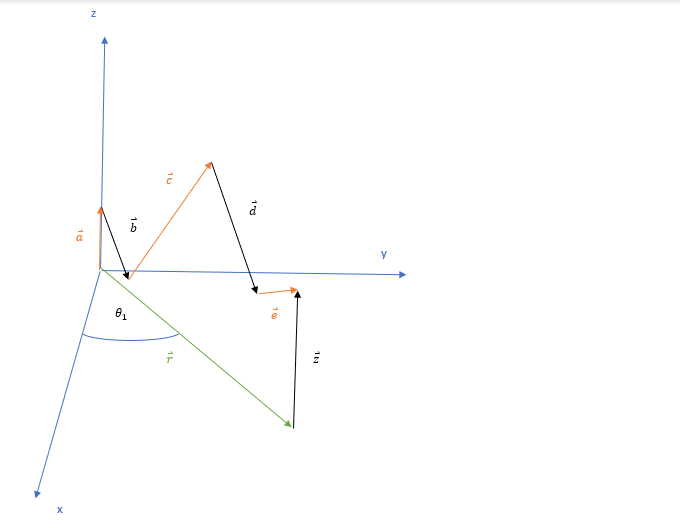 z
c⃗
d⃗
b⃗
a⃗
y
θ₁
e⃗
r⃗
z⃗
x